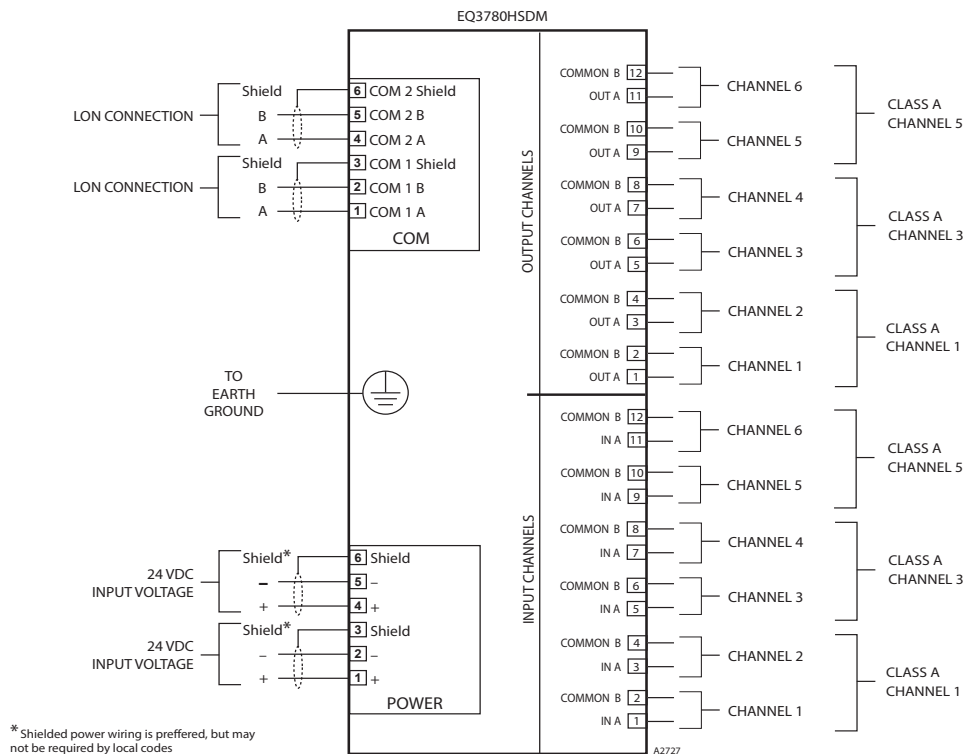 EQ3780HSDM
LON CONNECTION
Shield
B
A
6 COM 2 Shield
5 COM 2 B
4 COM 2 A
LON CONNECTION
Shield
B
A
3 COM 1 Shield
2 COM 1 B
1 COM 1 A
COM
TO
EARTH
GROUND
24 VDC
INPUT VOLTAGE
Shield*
–
+
6 Shield
5 –
4 +
24 VDC
INPUT VOLTAGE
Shield*
–
+
3 Shield
2 –
1 +
POWER
* Shielded power wiring is preffered, but may
not be required by local codes
OUTPUT CHANNELS
COMMON B 12
OUT A 11
CHANNEL 6
COMMON B 10
OUT A 9
CHANNEL 5
CLASS A
CHANNEL 5
COMMON B 8
OUT A 7
CHANNEL 4
COMMON B 6
OUT A 5
CHANNEL 3
CLASS A
CHANNEL 3
COMMON B 4
OUT A 3
CHANNEL 2
COMMON B 2
OUT A 1
CHANNEL 1
CLASS A
CHANNEL 1
INPUT CHANNELS
COMMON B 12
IN A 11
CHANNEL 6
COMMON B 10
IN A 9
CHANNEL 5
CLASS A
CHANNEL 5
COMMON B 8
IN A 7
CHANNEL 4
COMMON B 6
IN A 5
CHANNEL 3
CLASS A
CHANNEL 3
COMMON B 4
IN A 3
CHANNEL 2
COMMON B 2
IN A 1
CHANNEL 1
CLASS A
CHANNEL 1
A2727